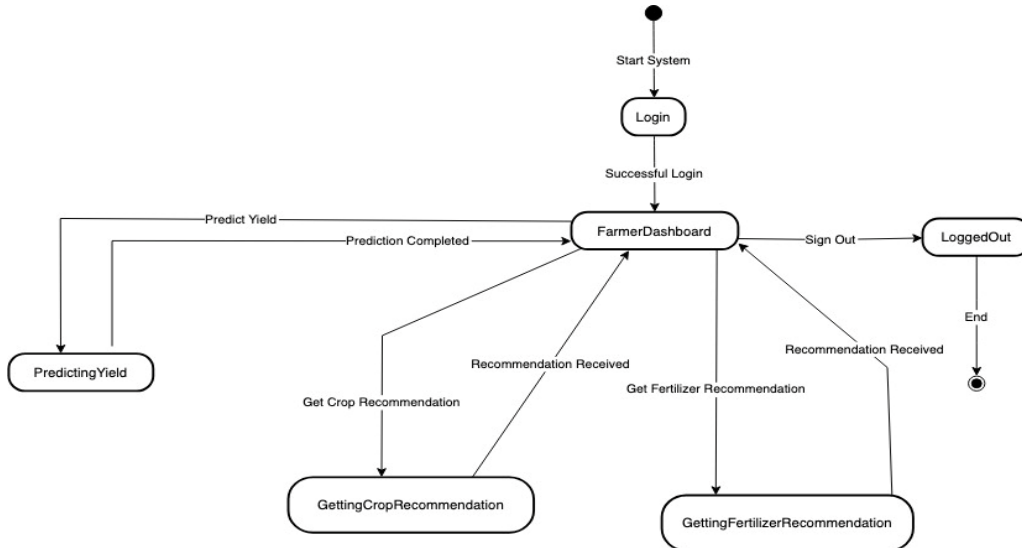 Start System
Login
Successful Login
Predict Yield
FarmerDashboard
Prediction Completed
Sign Out
LoggedOut
End
PredictingYield
Recommendation Received
Recommendation Received
Get Crop Recommendation
Get Fertilizer Recommendation
GettingCropRecommendation
GettingFertilizerRecommendation